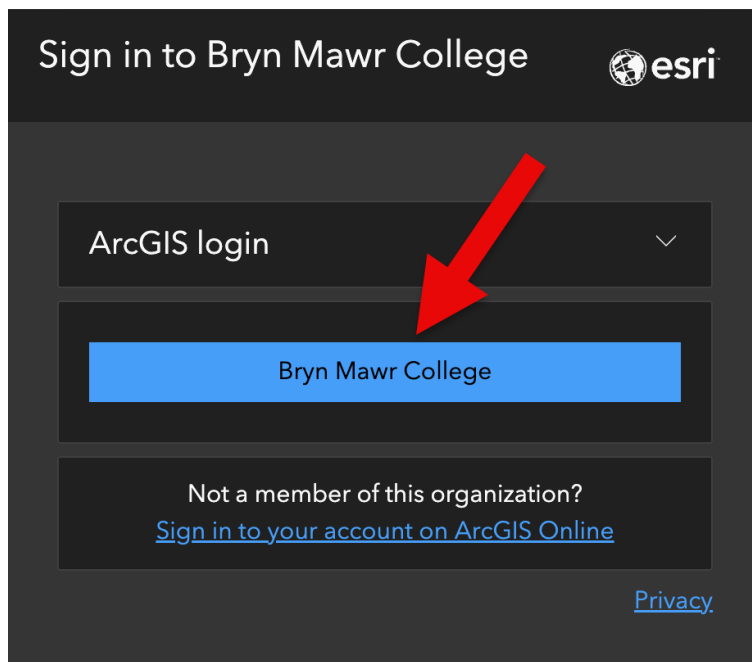 Sign in to Bryn Mawr College
esri
ArcGIS login
Bryn Mawr College
Not a member of this organization?
Sign in to your account on ArcGIS Online
Privacy